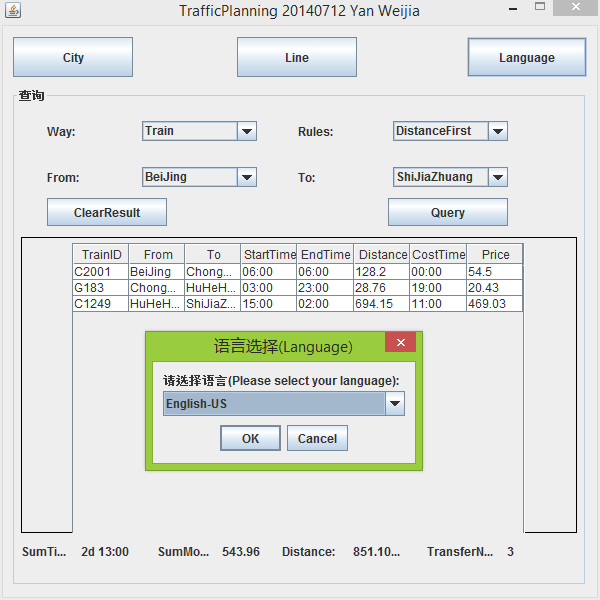 TrafficPlanning 20140712 Yan Weijia
City Line Language
查询
Way: Train Rules: DistanceFirst
From: BeiJing To: ShiJiaZhuang
ClearResult Query
TrainID From To StartTime EndTime Distance CostTime Price
C2001 BeiJing Chong... 06:00 06:00 128.2 00:00 54.5
G183 Chong... HuHeH... 03:00 23:00 28.76 19:00 20.43
C1249 HuHeH... ShiJiaZ... 15:00 02:00 694.15 11:00 469.03
语言选择(Language)
请选择语言(Please select your language):
English-US
OK Cancel
SumTi... 2d 13:00 SumMo... 543.96 Distance: 851.10... TransferN... 3